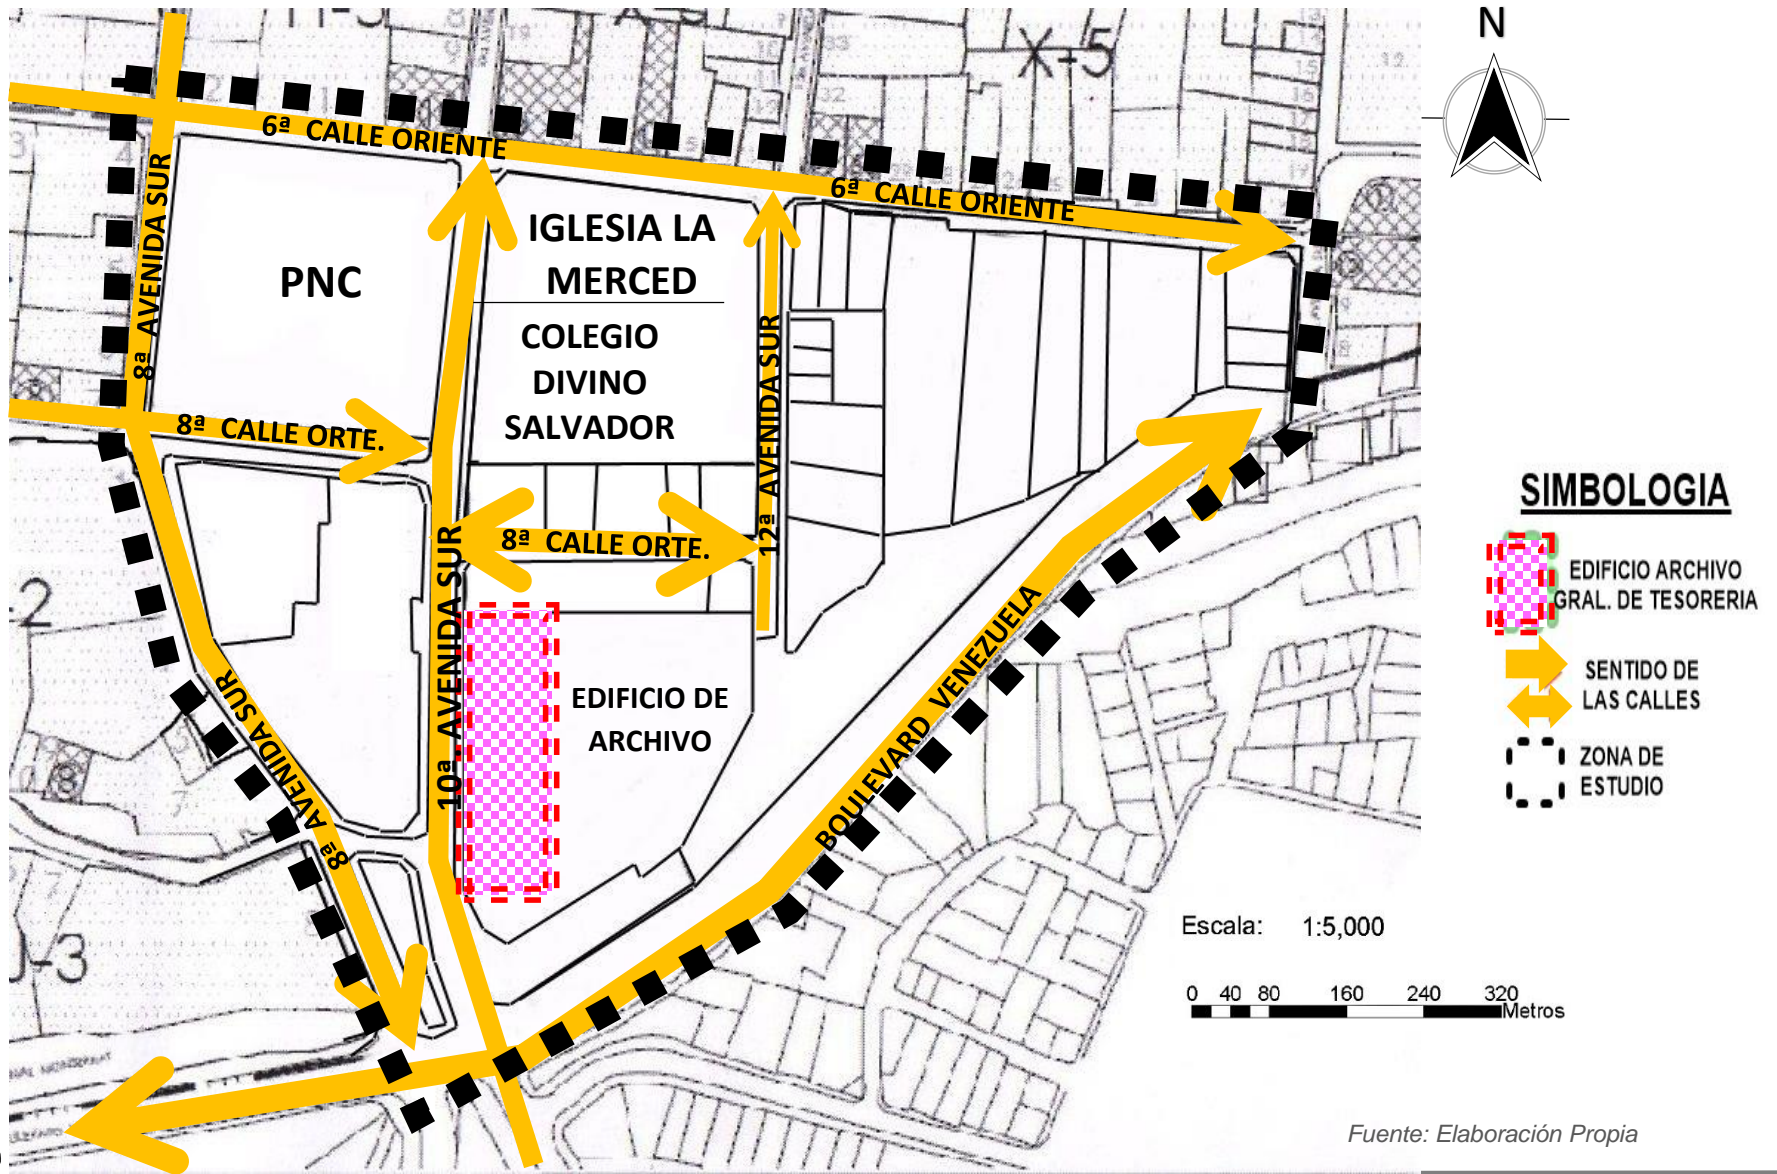 X-5
N
6ª CALLE ORIENTE
6ª CALLE ORIENTE
8ª AVENIDA SUR
IGLESIA LA
MERCED
PNC
COLEGIO
DIVINO
SALVADOR
8ª CALLE ORTE.
12ª AVENIDA SUR
8ª CALLE ORTE.
10ª AVENIDA SUR
EDIFICIO DE
ARCHIVO
8ª AVENIDA SUR
BOULEVARD VENEZUELA
SIMBOLOGIA
EDIFICIO ARCHIVO
GRAL. DE TESORERIA
SENTIDO DE
LAS CALLES
ZONA DE
ESTUDIO
Escala: 1:5,000
0 40 80 160 240 320
Metros
Fuente: Elaboración Propia